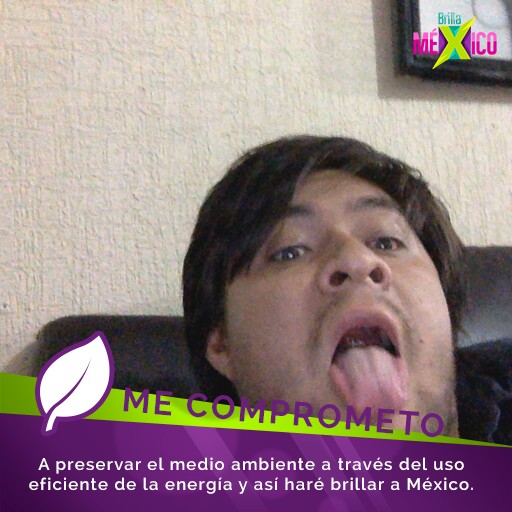 Brilla
MÉXICO
ME COMPROMETO
A preservar el medio ambiente a través del uso
eficiente de la energía y así haré brillar a México.